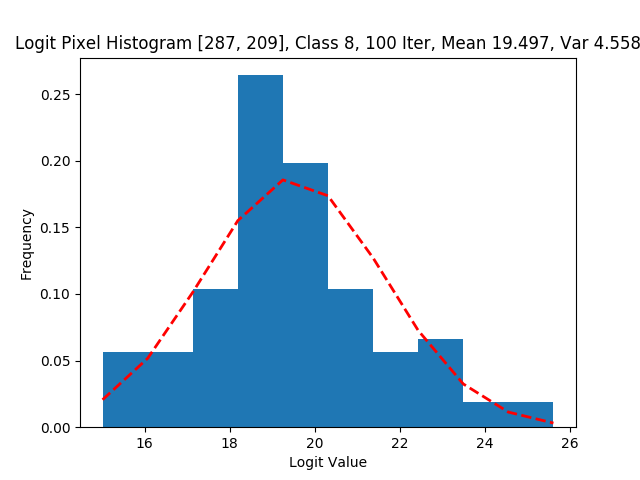 Logit Pixel Histogram [287, 209], Class 8, 100 Iter, Mean 19.497, Var 4.558
0.25
0.20
0.15
0.10
0.05
0.00
Frequency
16 18 20 22 24 26
Logit Value